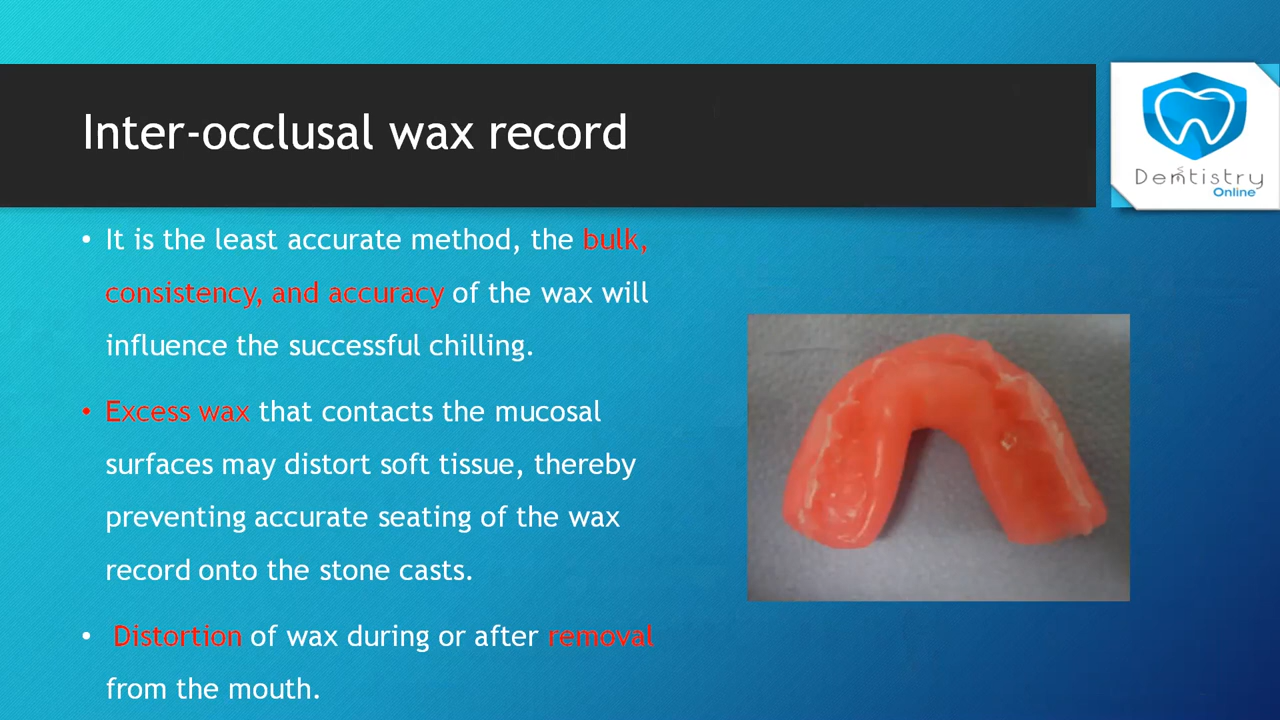 Inter-occlusal wax record
Dentistry
Online
• It is the least accurate method, the bulk,
consistency, and accuracy of the wax will
influence the successful chilling.
• Excess wax that contacts the mucosal
surfaces may distort soft tissue, thereby
preventing accurate seating of the wax
record onto the stone casts.
• Distortion of wax during or after removal
from the mouth.